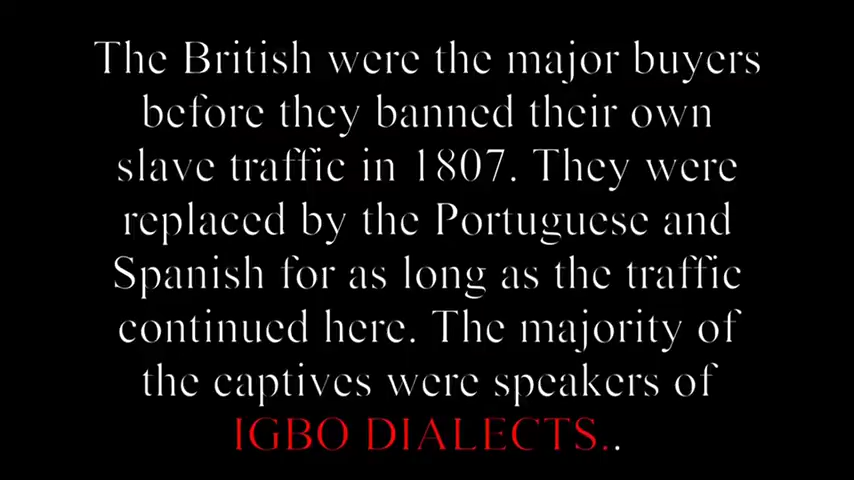 The British were the major buyers
before they banned their own
slave traffic in 1807. They were
replaced by the Portuguese and
Spanish for as long as the traffic
continued here. The majority of
the captives were speakers of
IGBO DIALECTS..